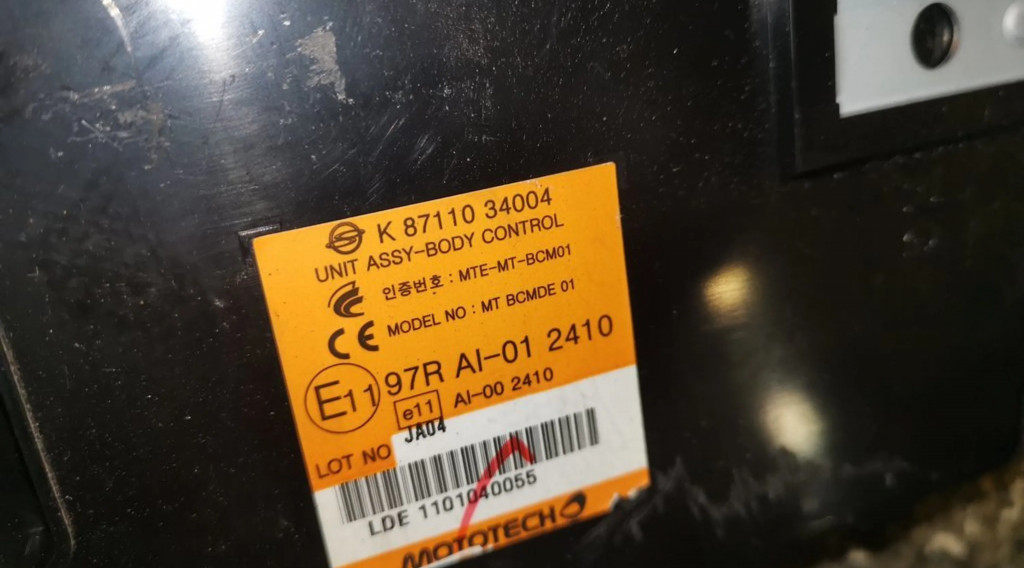 K 87110 34004
UNIT ASSY-BODY CONTROL
인증번호 : MTE-MT-BCM01
CE MODEL NO : MT BCMDE 01
E11 97R AI-01 2410
e11 AI-00 2410
JA04
LOT NO
LDE 1101040055
MOTOTECH